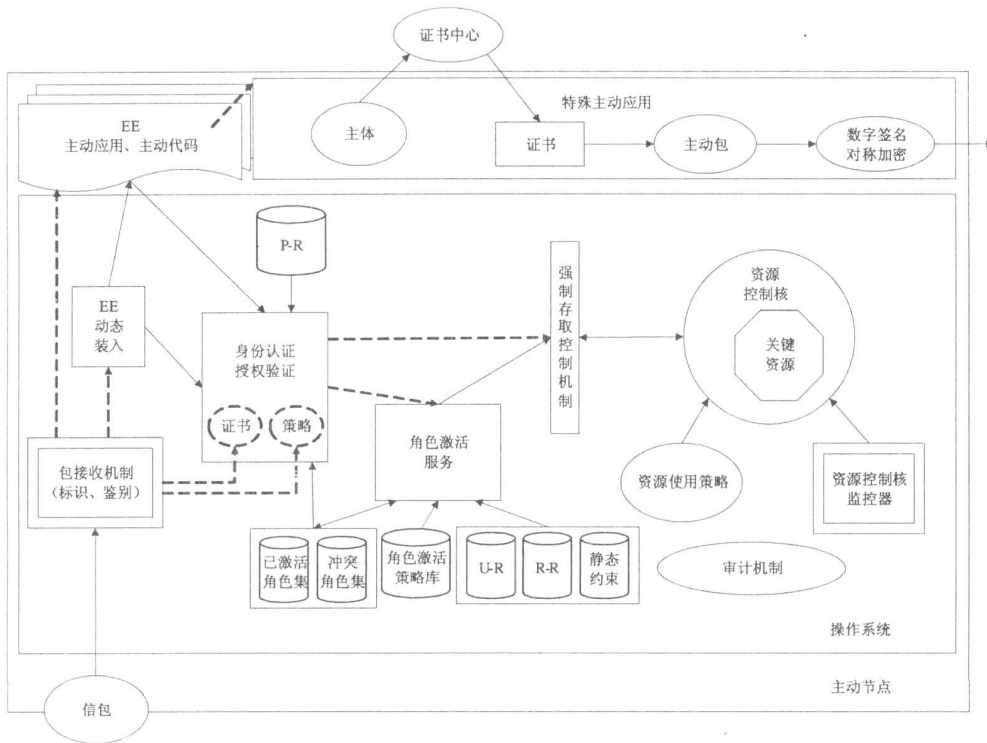 证书中心
特殊主动应用
EE
主动应用、主动代码
主体
证书
主动包
数字签名
对称加密
P-R
强制存取控制机制
资源
控制核
关键
资源
EE
动态
装入
身份认证
授权验证
证书
策略
角色激活
服务
包接收机制
(标识、鉴别)
资源使用策略
资源控制核
监控器
已激活
角色集
冲突
角色集
角色激活
策略库
U-R
R-R
静态
约束
审计机制
操作系统
主动节点
信包